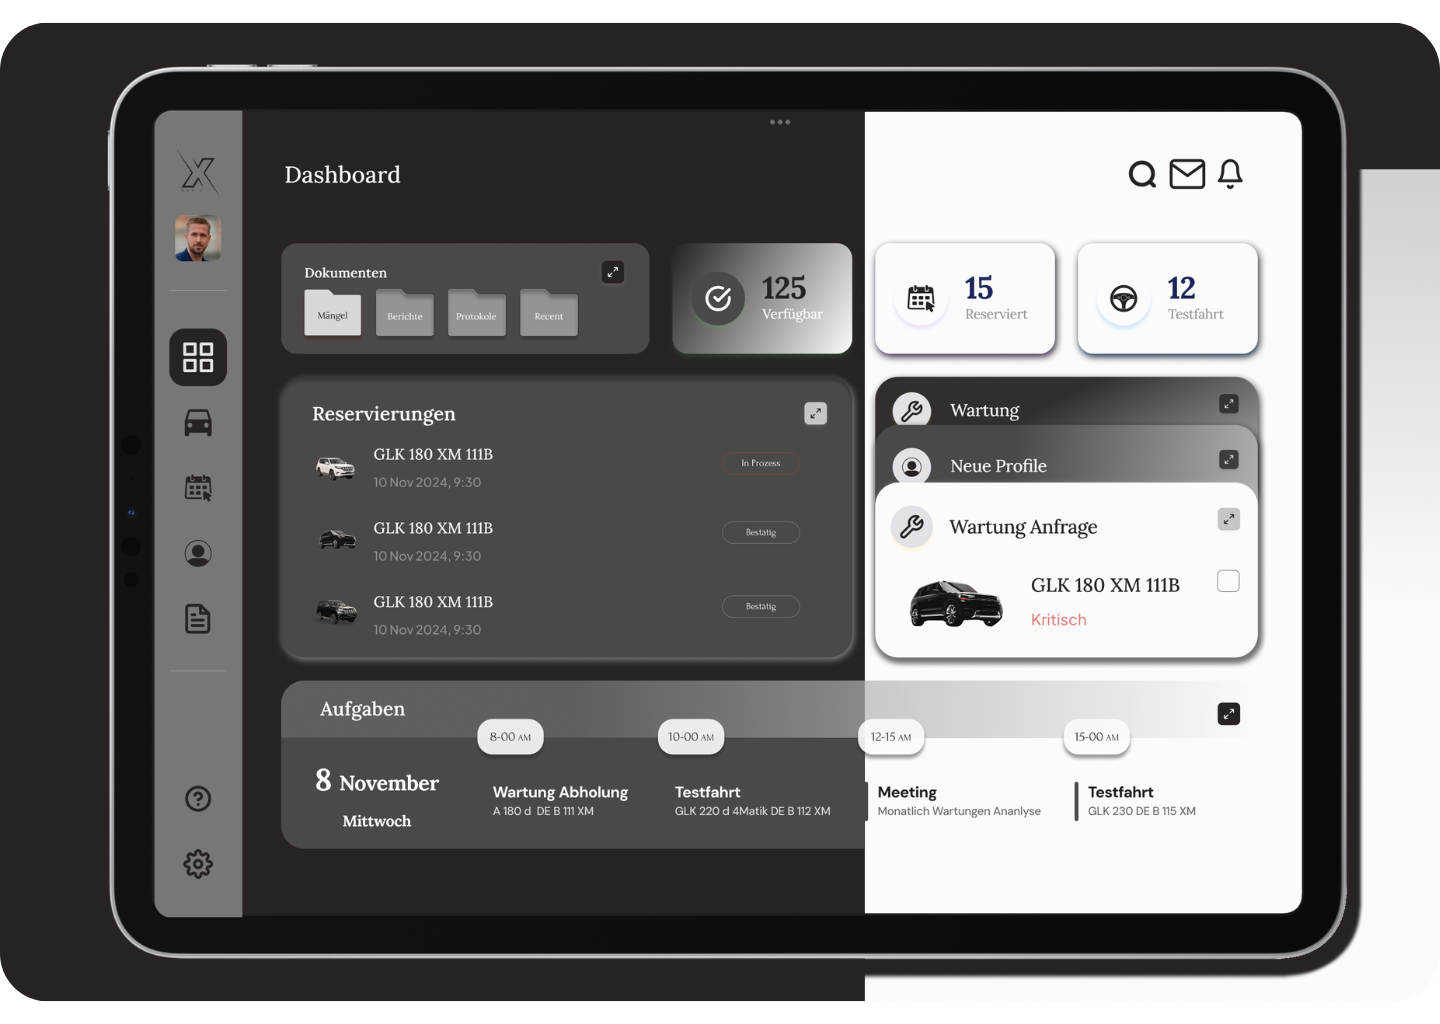 X
Dashboard
Dokumenten
Mängel
Berichte
Protokole
Recent
125
Verfügbar
15
Reserviert
12
Testfahrt
Reservierungen
GLK 180 XM 111B
10 Nov 2024, 9:30
In Prozess
GLK 180 XM 111B
10 Nov 2024, 9:30
Bestätig
GLK 180 XM 111B
10 Nov 2024, 9:30
Bestätig
Wartung
Neue Profile
Wartung Anfrage
GLK 180 XM 111B
Kritisch
Aufgaben
8-00 AM
10-00 AM
12-15 AM
15-00 AM
8 November
Mittwoch
Wartung Abholung
A 180 d DE B 111 XM
Testfahrt
GLK 220 d 4Matik DE B 112 XM
Meeting
Monatlich Wartungen Ananlyse
Testfahrt
GLK 230 DE B 115 XM